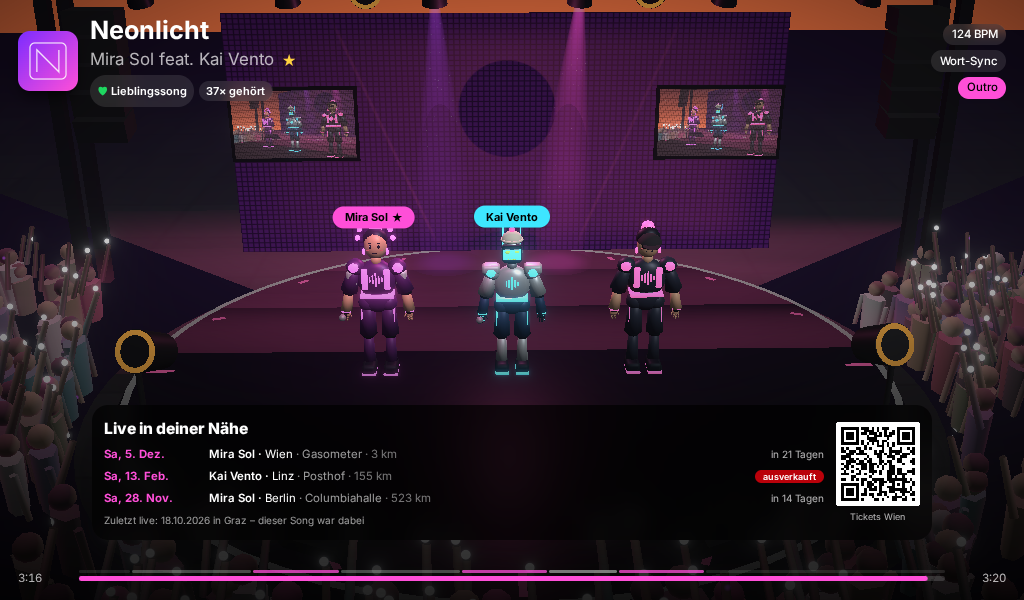 Neonlicht
Mira Sol feat. Kai Vento ★
Lieblingssong
37× gehört
124 BPM
Wort-Sync
Outro
N
Mira Sol ★
Kai Vento
Live in deiner Nähe
Sa, 5. Dez. Mira Sol · Wien · Gasometer · 3 km in 21 Tagen
Sa, 13. Feb. Kai Vento · Linz · Posthof · 155 km ausverkauft
Sa, 28. Nov. Mira Sol · Berlin · Columbiahalle · 523 km in 14 Tagen
Zuletzt live: 18.10.2026 in Graz – dieser Song war dabei
Tickets Wien
3:16
3:20